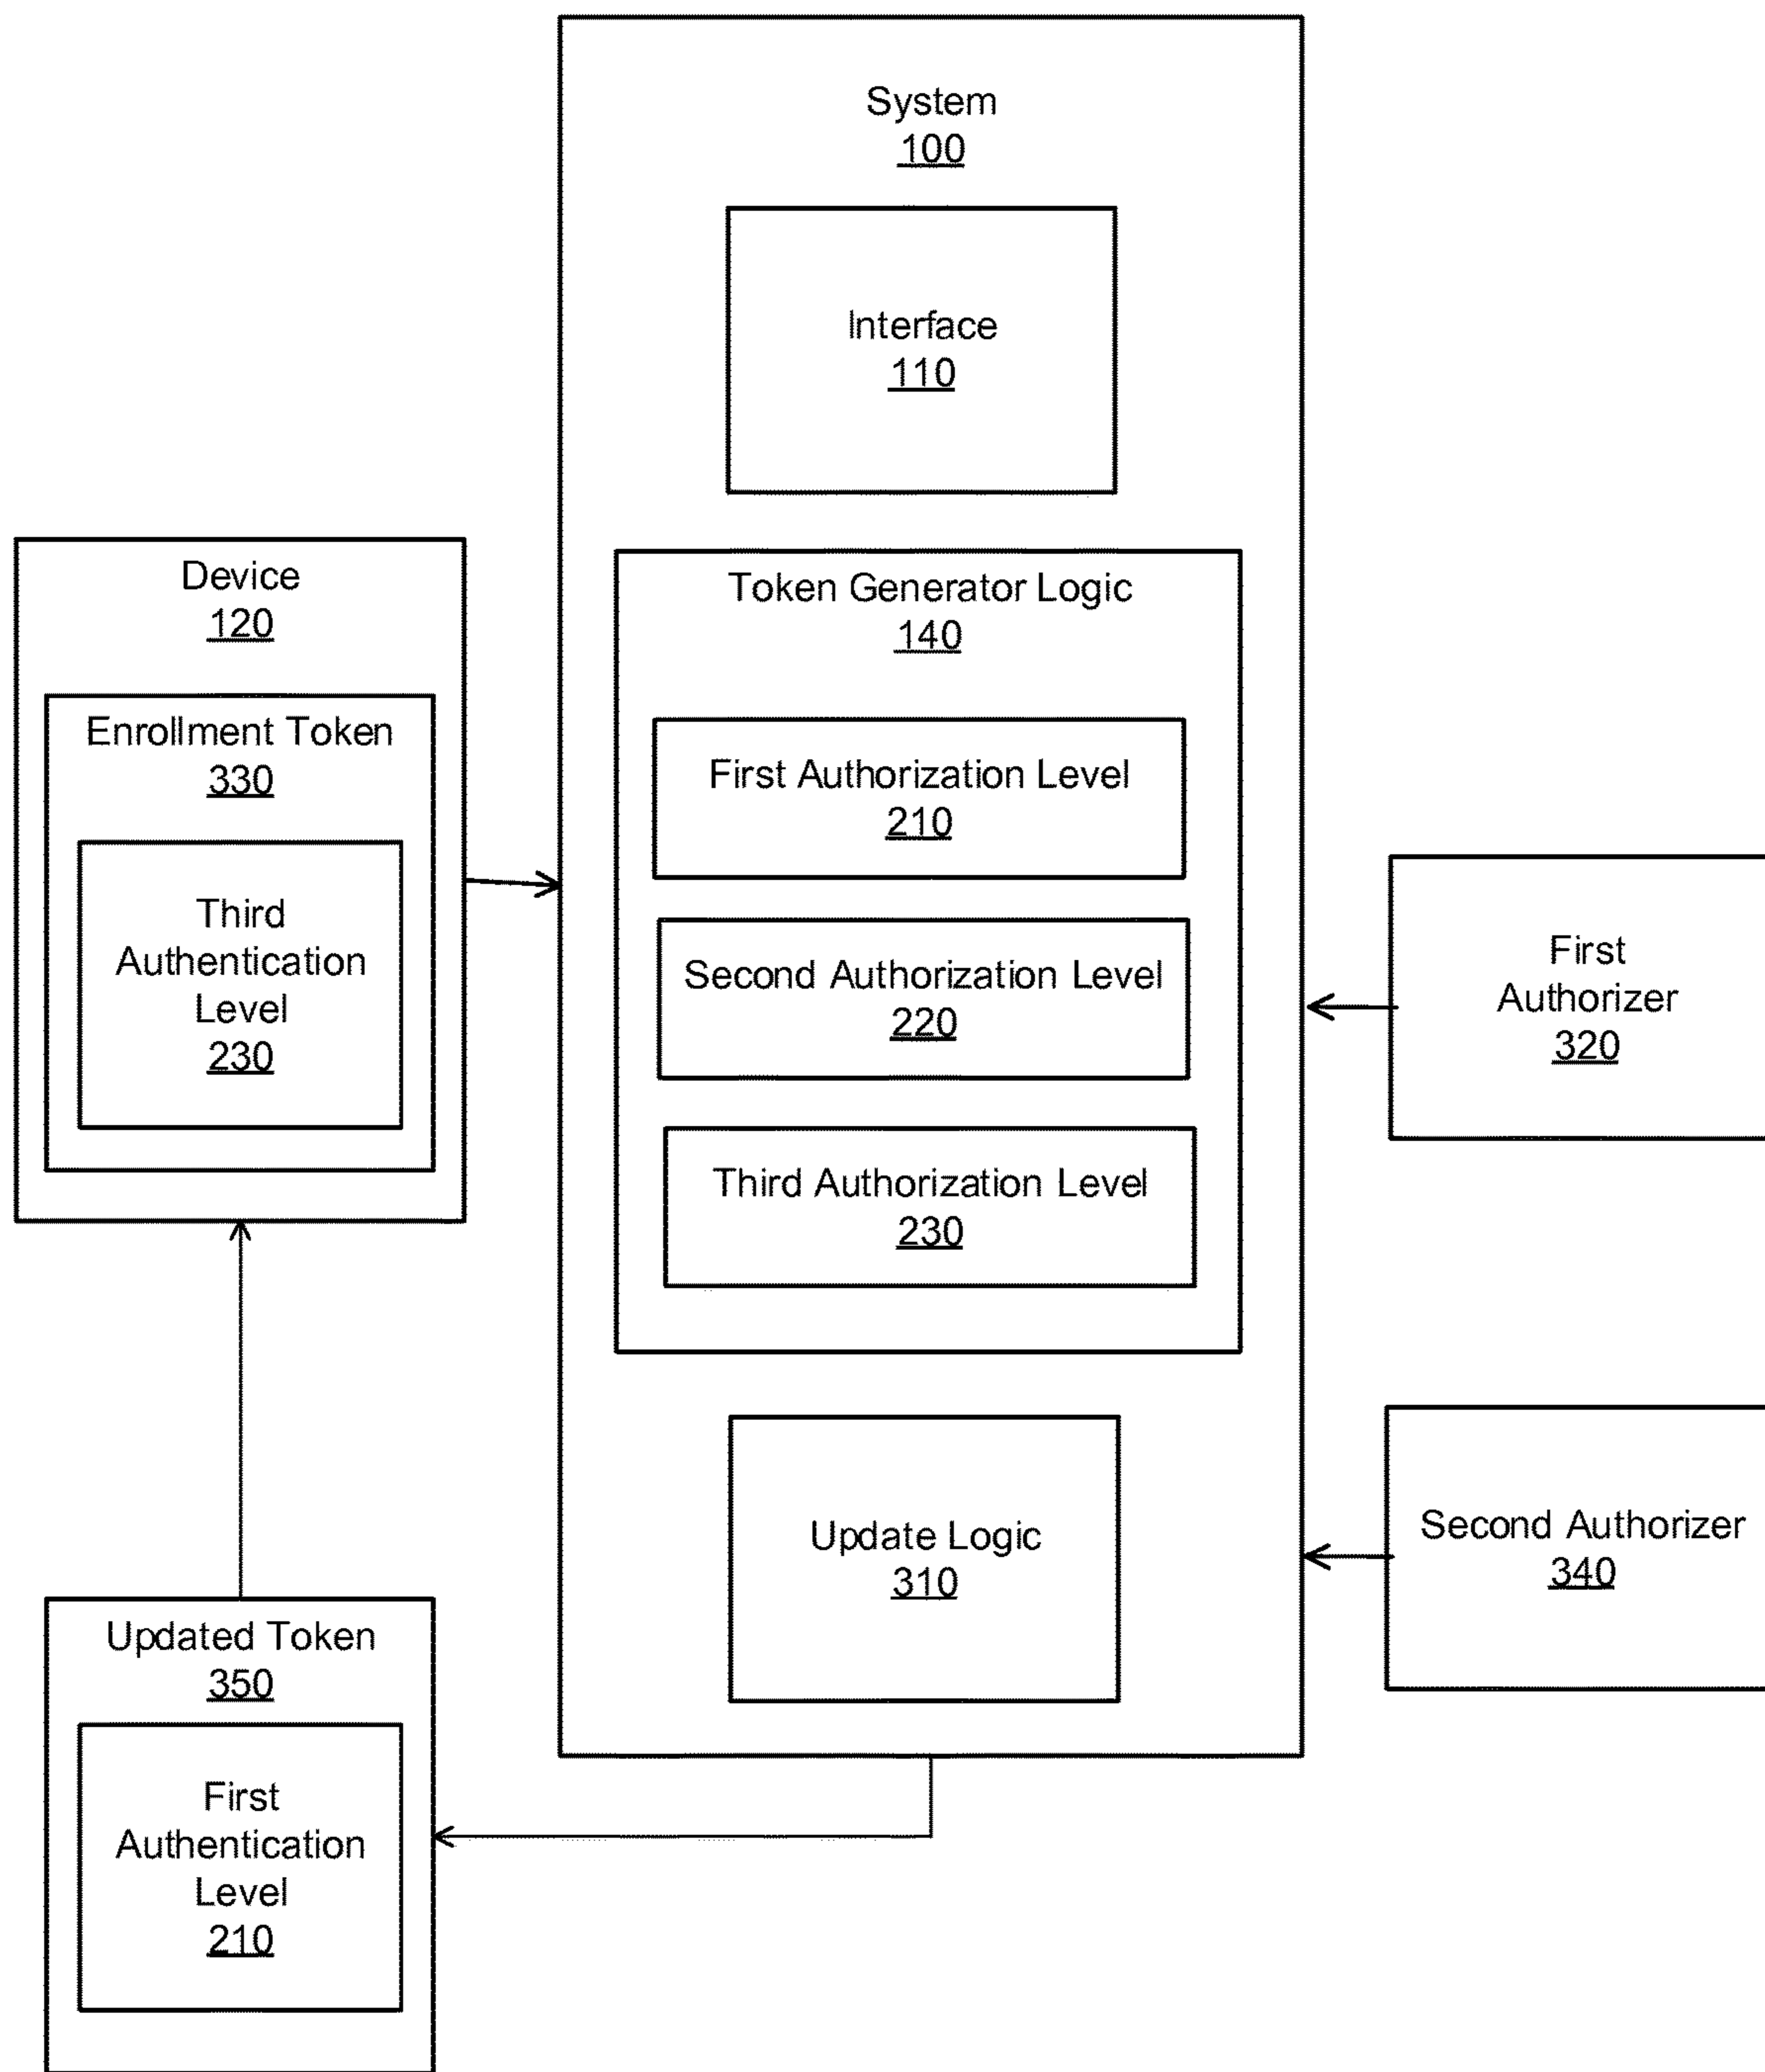 System
100
Interface
110
Device
120
Enrollment Token
330
Third
Authentication
Level
230
Token Generator Logic
140
First Authorization Level
210
Second Authorization Level
220
Third Authorization Level
230
First
Authorizer
320
Update Logic
310
Second Authorizer
340
Updated Token
350
First
Authentication
Level
210